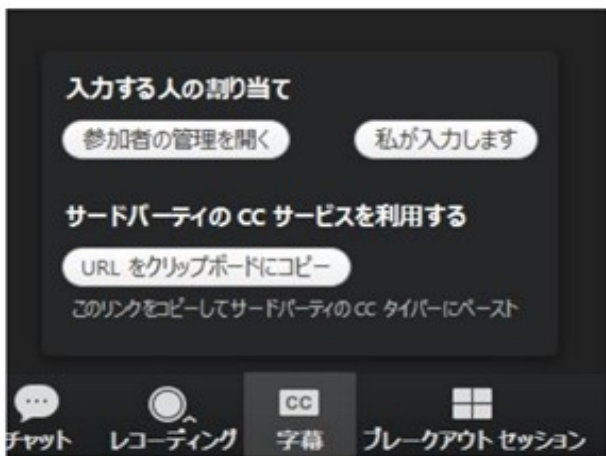 入力する人の割り当て
参加者の管理を開く
私が入力します
サードパーティの CC サービスを利用する
URL をクリップボードにコピー
このリンクをコピーしてサードパーティの CC タイパーにペースト
CC
チャット
レコーディング
字幕
ブレークアウト セッション